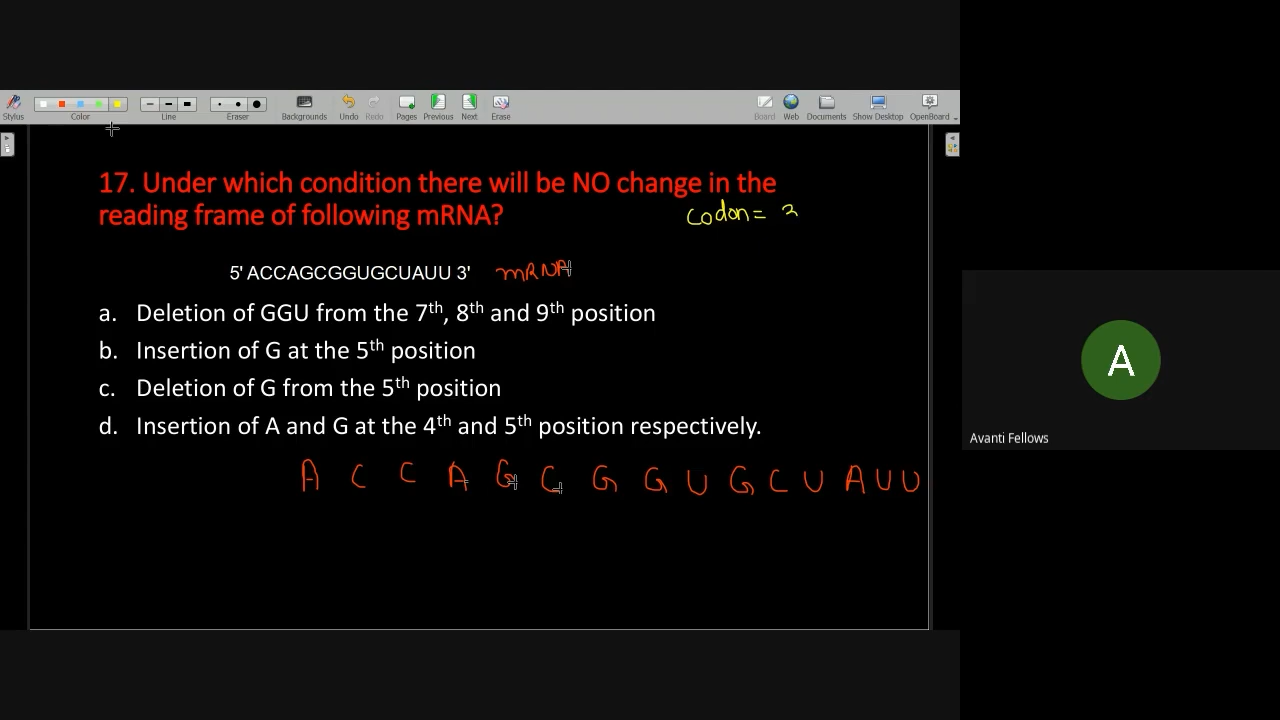 Stylus Color Line Eraser Backgrounds Undo Redo Pages Previous Next Erase Board Web Documents Show Desktop OpenBoard
17. Under which condition there will be NO change in the
reading frame of following mRNA?
codon = 3
5' ACCAGCGGUGCUAUU 3' mRNA
a. Deletion of GGU from the 7th, 8th and 9th position
b. Insertion of G at the 5th position
c. Deletion of G from the 5th position
d. Insertion of A and G at the 4th and 5th position respectively.
A C C A G C G G U G C U A U U
A
Avanti Fellows